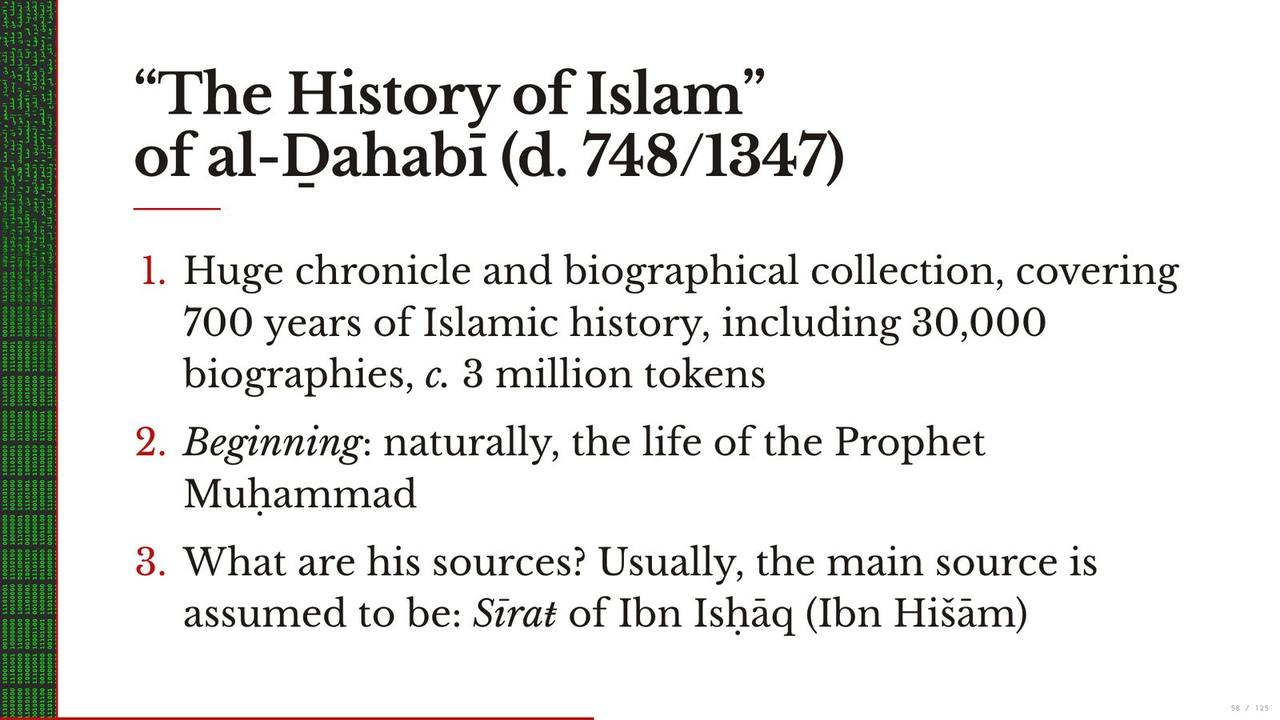 “The History of Islam”
of al-Ḏahabī (d. 748/1347)
1. Huge chronicle and biographical collection, covering
700 years of Islamic history, including 30,000
biographies, c. 3 million tokens
2. Beginning: naturally, the life of the Prophet
Muḥammad
3. What are his sources? Usually, the main source is
assumed to be: Sīraŧ of Ibn Isḥāq (Ibn Hišām)
58 / 125